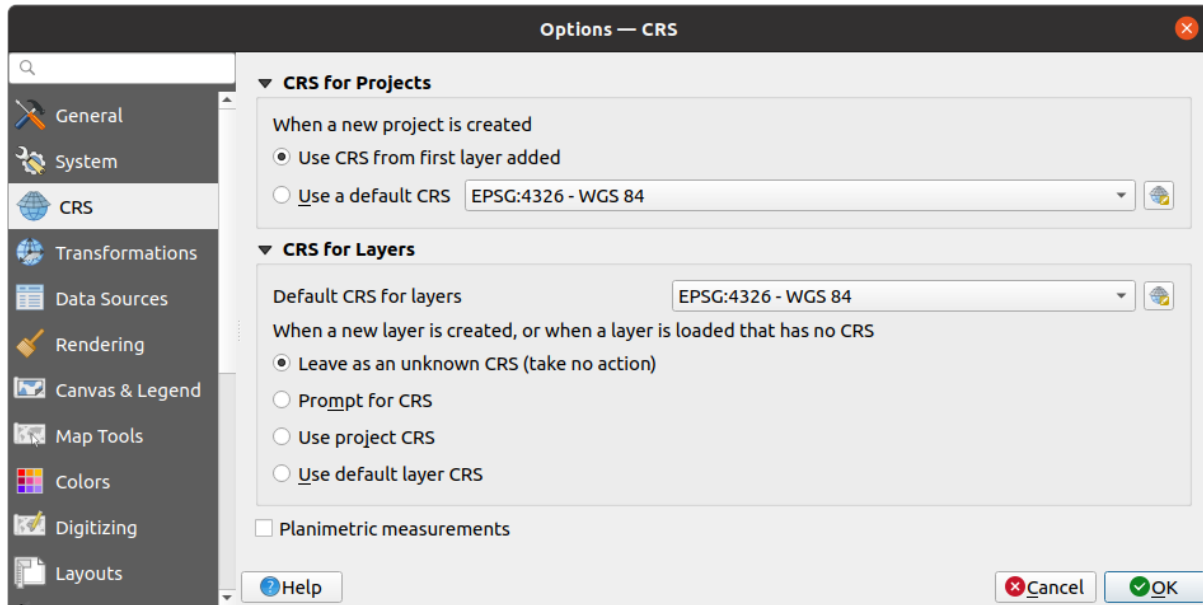 Options — CRS
General
System
CRS
Transformations
Data Sources
Rendering
Canvas & Legend
Map Tools
Colors
Digitizing
Layouts
CRS for Projects
When a new project is created
Use CRS from first layer added
Use a default CRS EPSG:4326 - WGS 84
CRS for Layers
Default CRS for layers EPSG:4326 - WGS 84
When a new layer is created, or when a layer is loaded that has no CRS
Leave as an unknown CRS (take no action)
Prompt for CRS
Use project CRS
Use default layer CRS
Planimetric measurements
Help Cancel OK